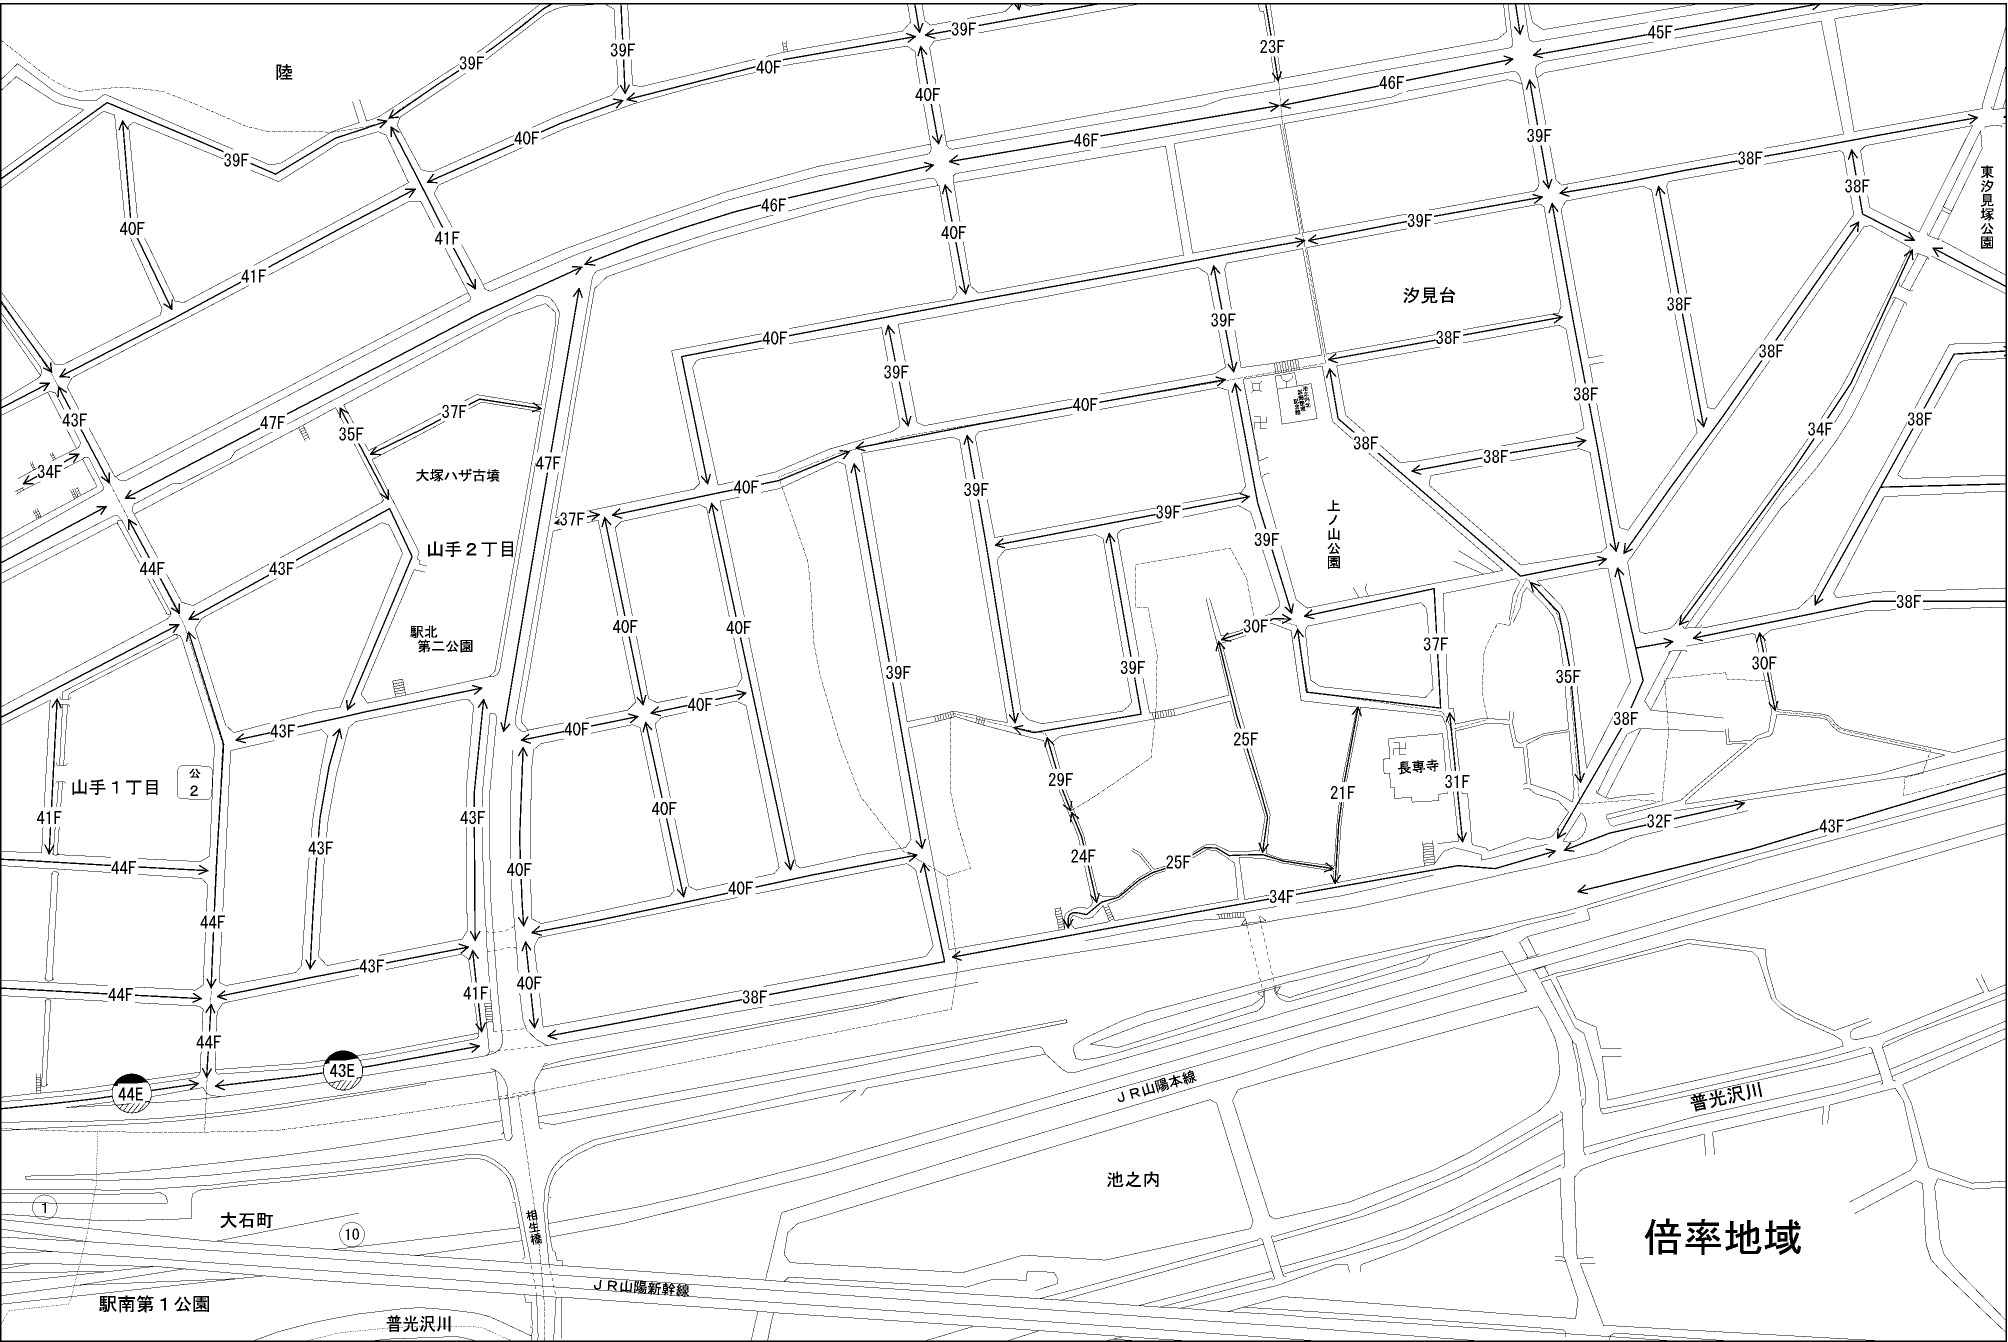 39F
39F
23F
45F
陸
39F
39F
40F
46F
40F
40F
46F
39F
39F
38F
東汐見塚公園
38F
46F
40F
40F
41F
39F
41F
汐見台
38F
39F
40F
38F
38F
39F
38F
38F
43F
37F
40F
38F
47F
35F
38F
34F
38F
47F
34F
大塚ハザ古墳
40F
39F
上ノ山公園
37F
39F
39F
山手2丁目
44F
43F
38F
駅北
第二公園
40F
40F
30F
37F
39F
39F
30F
35F
40F
43F
40F
38F
25F
長専寺
29F
31F
21F
公
2
山手1丁目
40F
41F
43F
43F
32F
43F
24F
25F
44F
40F
40F
34F
44F
43F
44F
41F
40F
38F
44F
43E
44E
JR山陽本線
普光沢川
池之内
1
大石町
10
相生橋
倍率地域
JR山陽新幹線
駅南第1公園
普光沢川